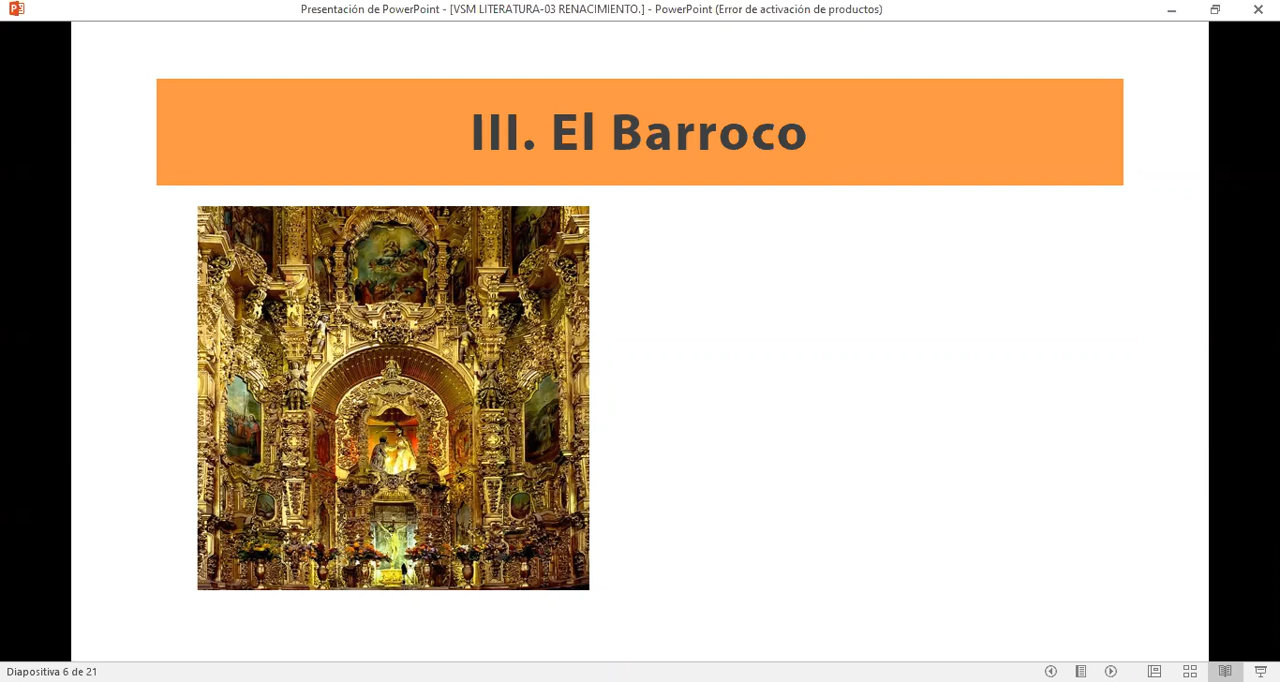 Presentación de PowerPoint - [VSM LITERATURA-03 RENACIMIENTO.] - PowerPoint (Error de activación de productos)
III. El Barroco
Diapositiva 6 de 21